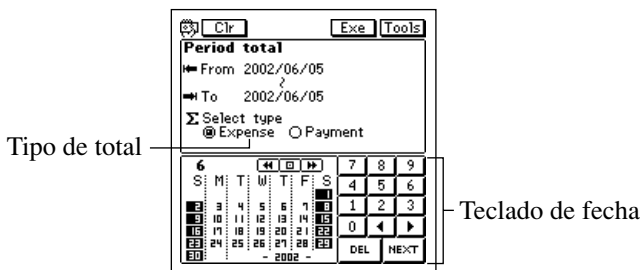 Clr Exe Tools
Period total
From 2002/06/05
~
To 2002/06/05
Σ Select type
Expense Payment
Tipo de total
6
S M T W T F S
1
2 3 4 5 6 7 8
9 10 11 12 13 14 15
16 17 18 19 20 21 22
23 24 25 26 27 28 29
30
- 2002 -
7 8 9
4 5 6
1 2 3
0
DEL NEXT
Teclado de fecha